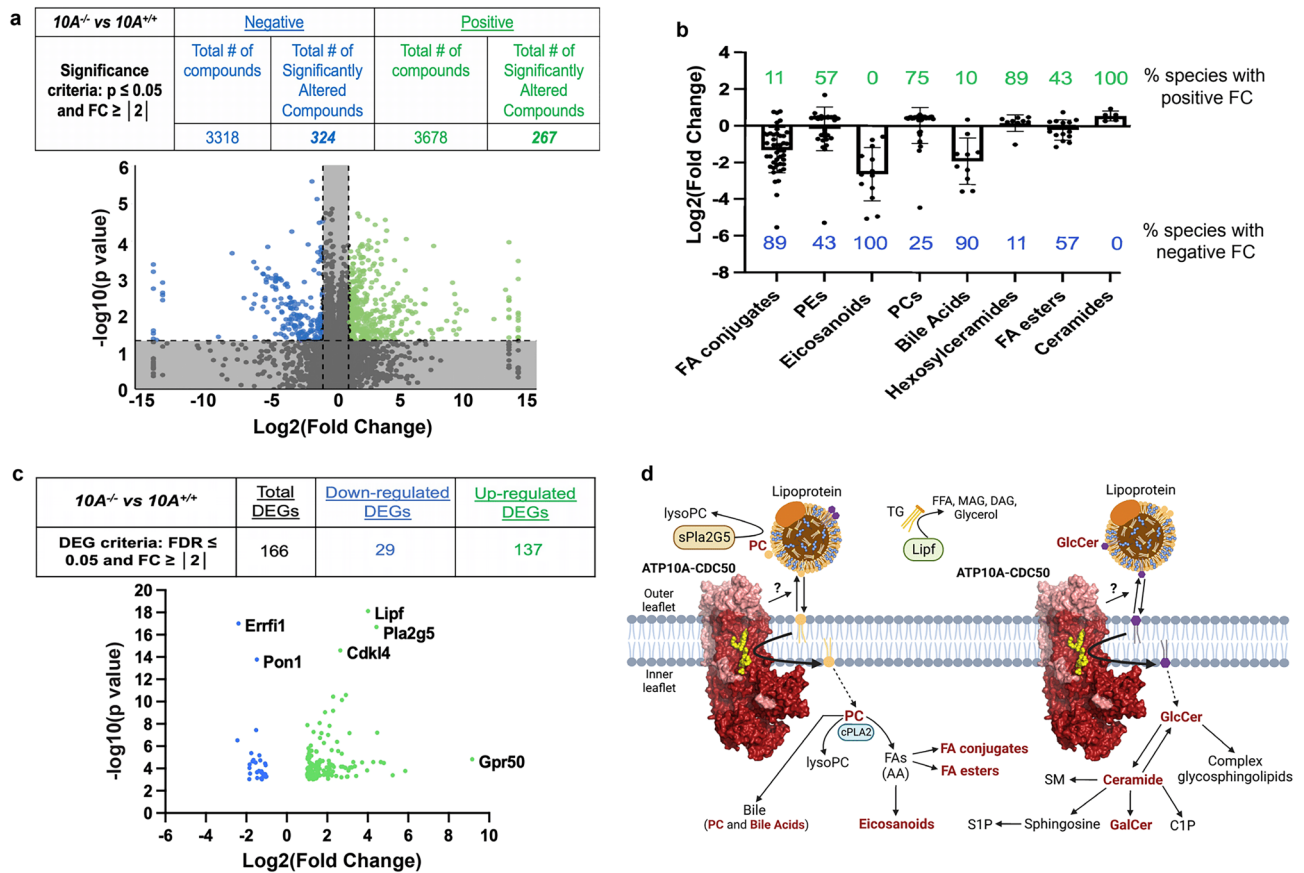 a
10A-/- vs 10A+/+
Negative
Positive
Significance
criteria: p ≤ 0.05
and FC ≥ |2|
Total # of
compounds
Total # of
Significantly
Altered
Compounds
Total # of
compounds
Total # of
Significantly
Altered
Compounds
3318
324
3678
267
6
5
4
3
2
1
0
-log10(p value)
-15
-10
-5
0
5
10
15
Log2(Fold Change)
b
4
2
0
-2
-4
-6
-8
Log2(Fold Change)
11 57 0 75 10 89 43 100
% species with
positive FC
89 43 100 25 90 11 57 0
% species with
negative FC
FA conjugates
PEs
Eicosanoids
PCs
Bile Acids
Hexosylceramides
FA esters
Ceramides
c
10A-/- vs 10A+/+
Total
DEGs
Down-regulated
DEGs
Up-regulated
DEGs
DEG criteria: FDR ≤
0.05 and FC ≥ |2|
166
29
137
20
18
16
14
12
10
8
6
4
2
0
-log10(p value)
Errfi1
Pon1
Lipf
Pla2g5
Cdkl4
Gpr50
-6
-4
-2
0
2
4
6
8
10
Log2(Fold Change)
d
Lipoprotein
lysoPC
sPla2G5
PC
TG
FFA, MAG, DAG,
Glycerol
Lipf
Lipoprotein
GlcCer
ATP10A-CDC50
ATP10A-CDC50
?
?
Outer
leaflet
Inner
leaflet
PC
cPLA2
lysoPC
FAs
(AA)
FA conjugates
FA esters
Bile
(PC and Bile Acids)
Eicosanoids
GlcCer
Complex
glycosphingolipids
SM
Ceramide
S1P
Sphingosine
GalCer
C1P